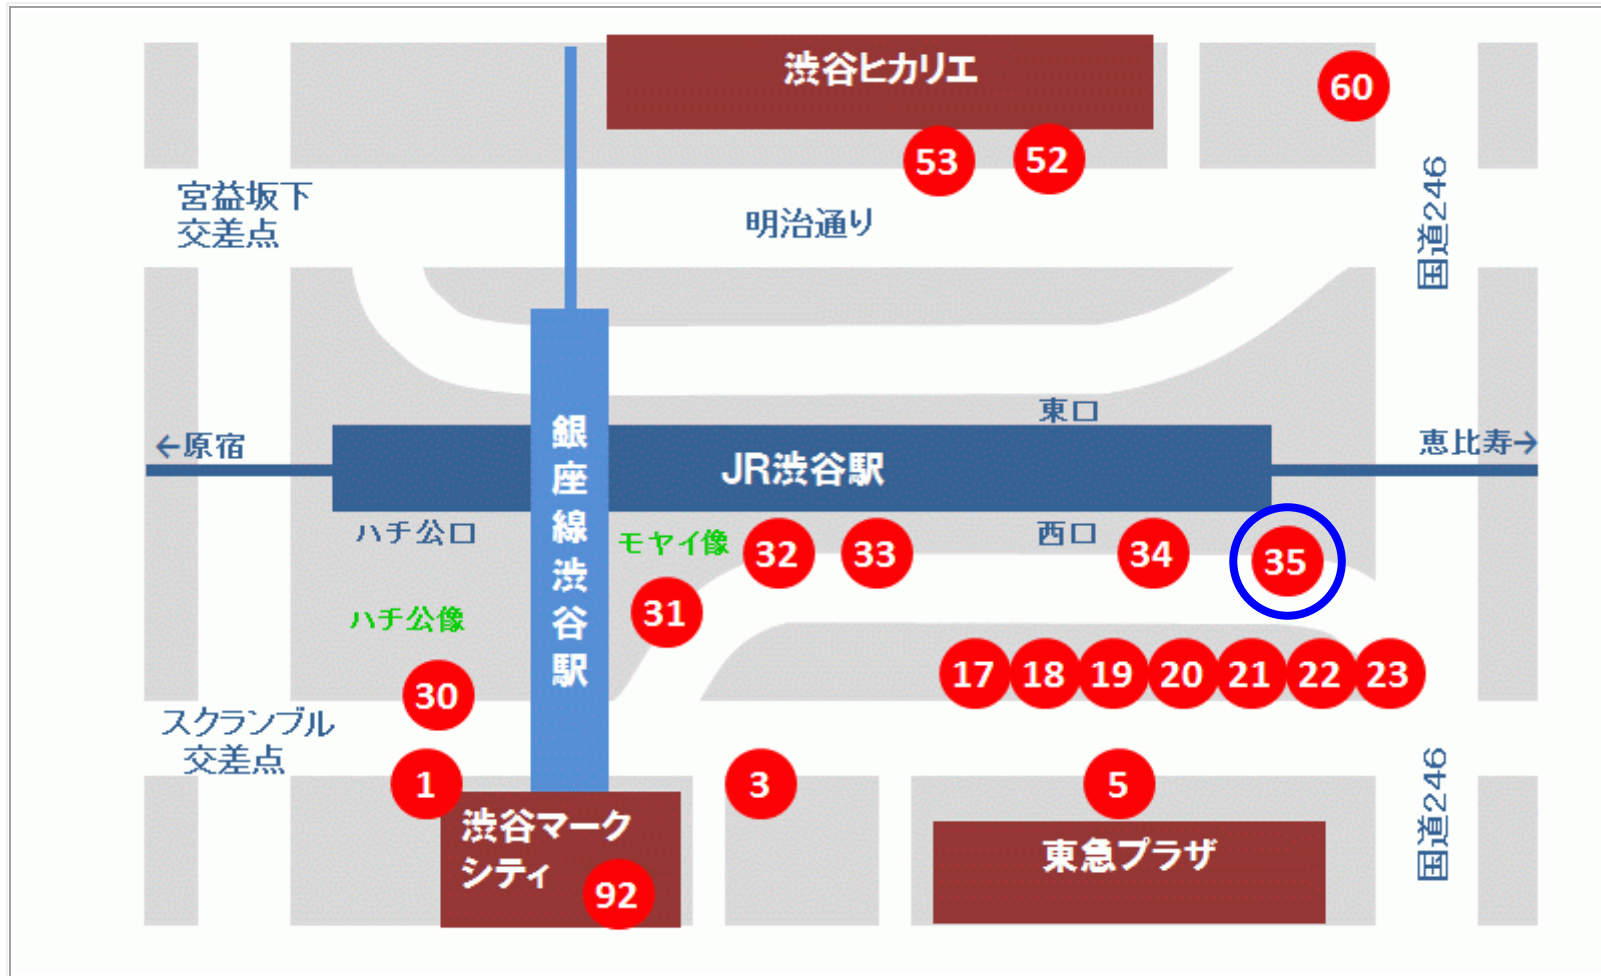 渋谷ヒカリエ
60
53
52
宮益坂下
交差点
明治通り
国道246
東口
←原宿
恵比寿→
銀座線渋谷駅
JR渋谷駅
ハチ公口
モヤイ像
32
33
西口
34
35
31
ハチ公像
17
18
19
20
21
22
23
30
スクランブル
交差点
1
3
5
国道246
渋谷マーク
シティ
92
東急プラザ